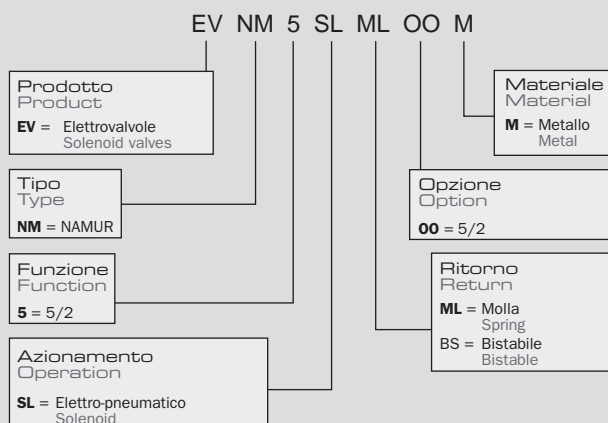 EV NM 5 SL ML OO M
Prodotto
Product
EV = Elettrovalvole
Solenoid valves
Tipo
Type
NM = NAMUR
Funzione
Function
5 = 5/2
Azionamento
Operation
SL = Elettro-pneumatico
Solenoid
Materiale
Material
M = Metallo
Metal
Opzione
Option
OO = 5/2
Ritorno
Return
ML = Molla
Spring
BS = Bistabile
Bistable